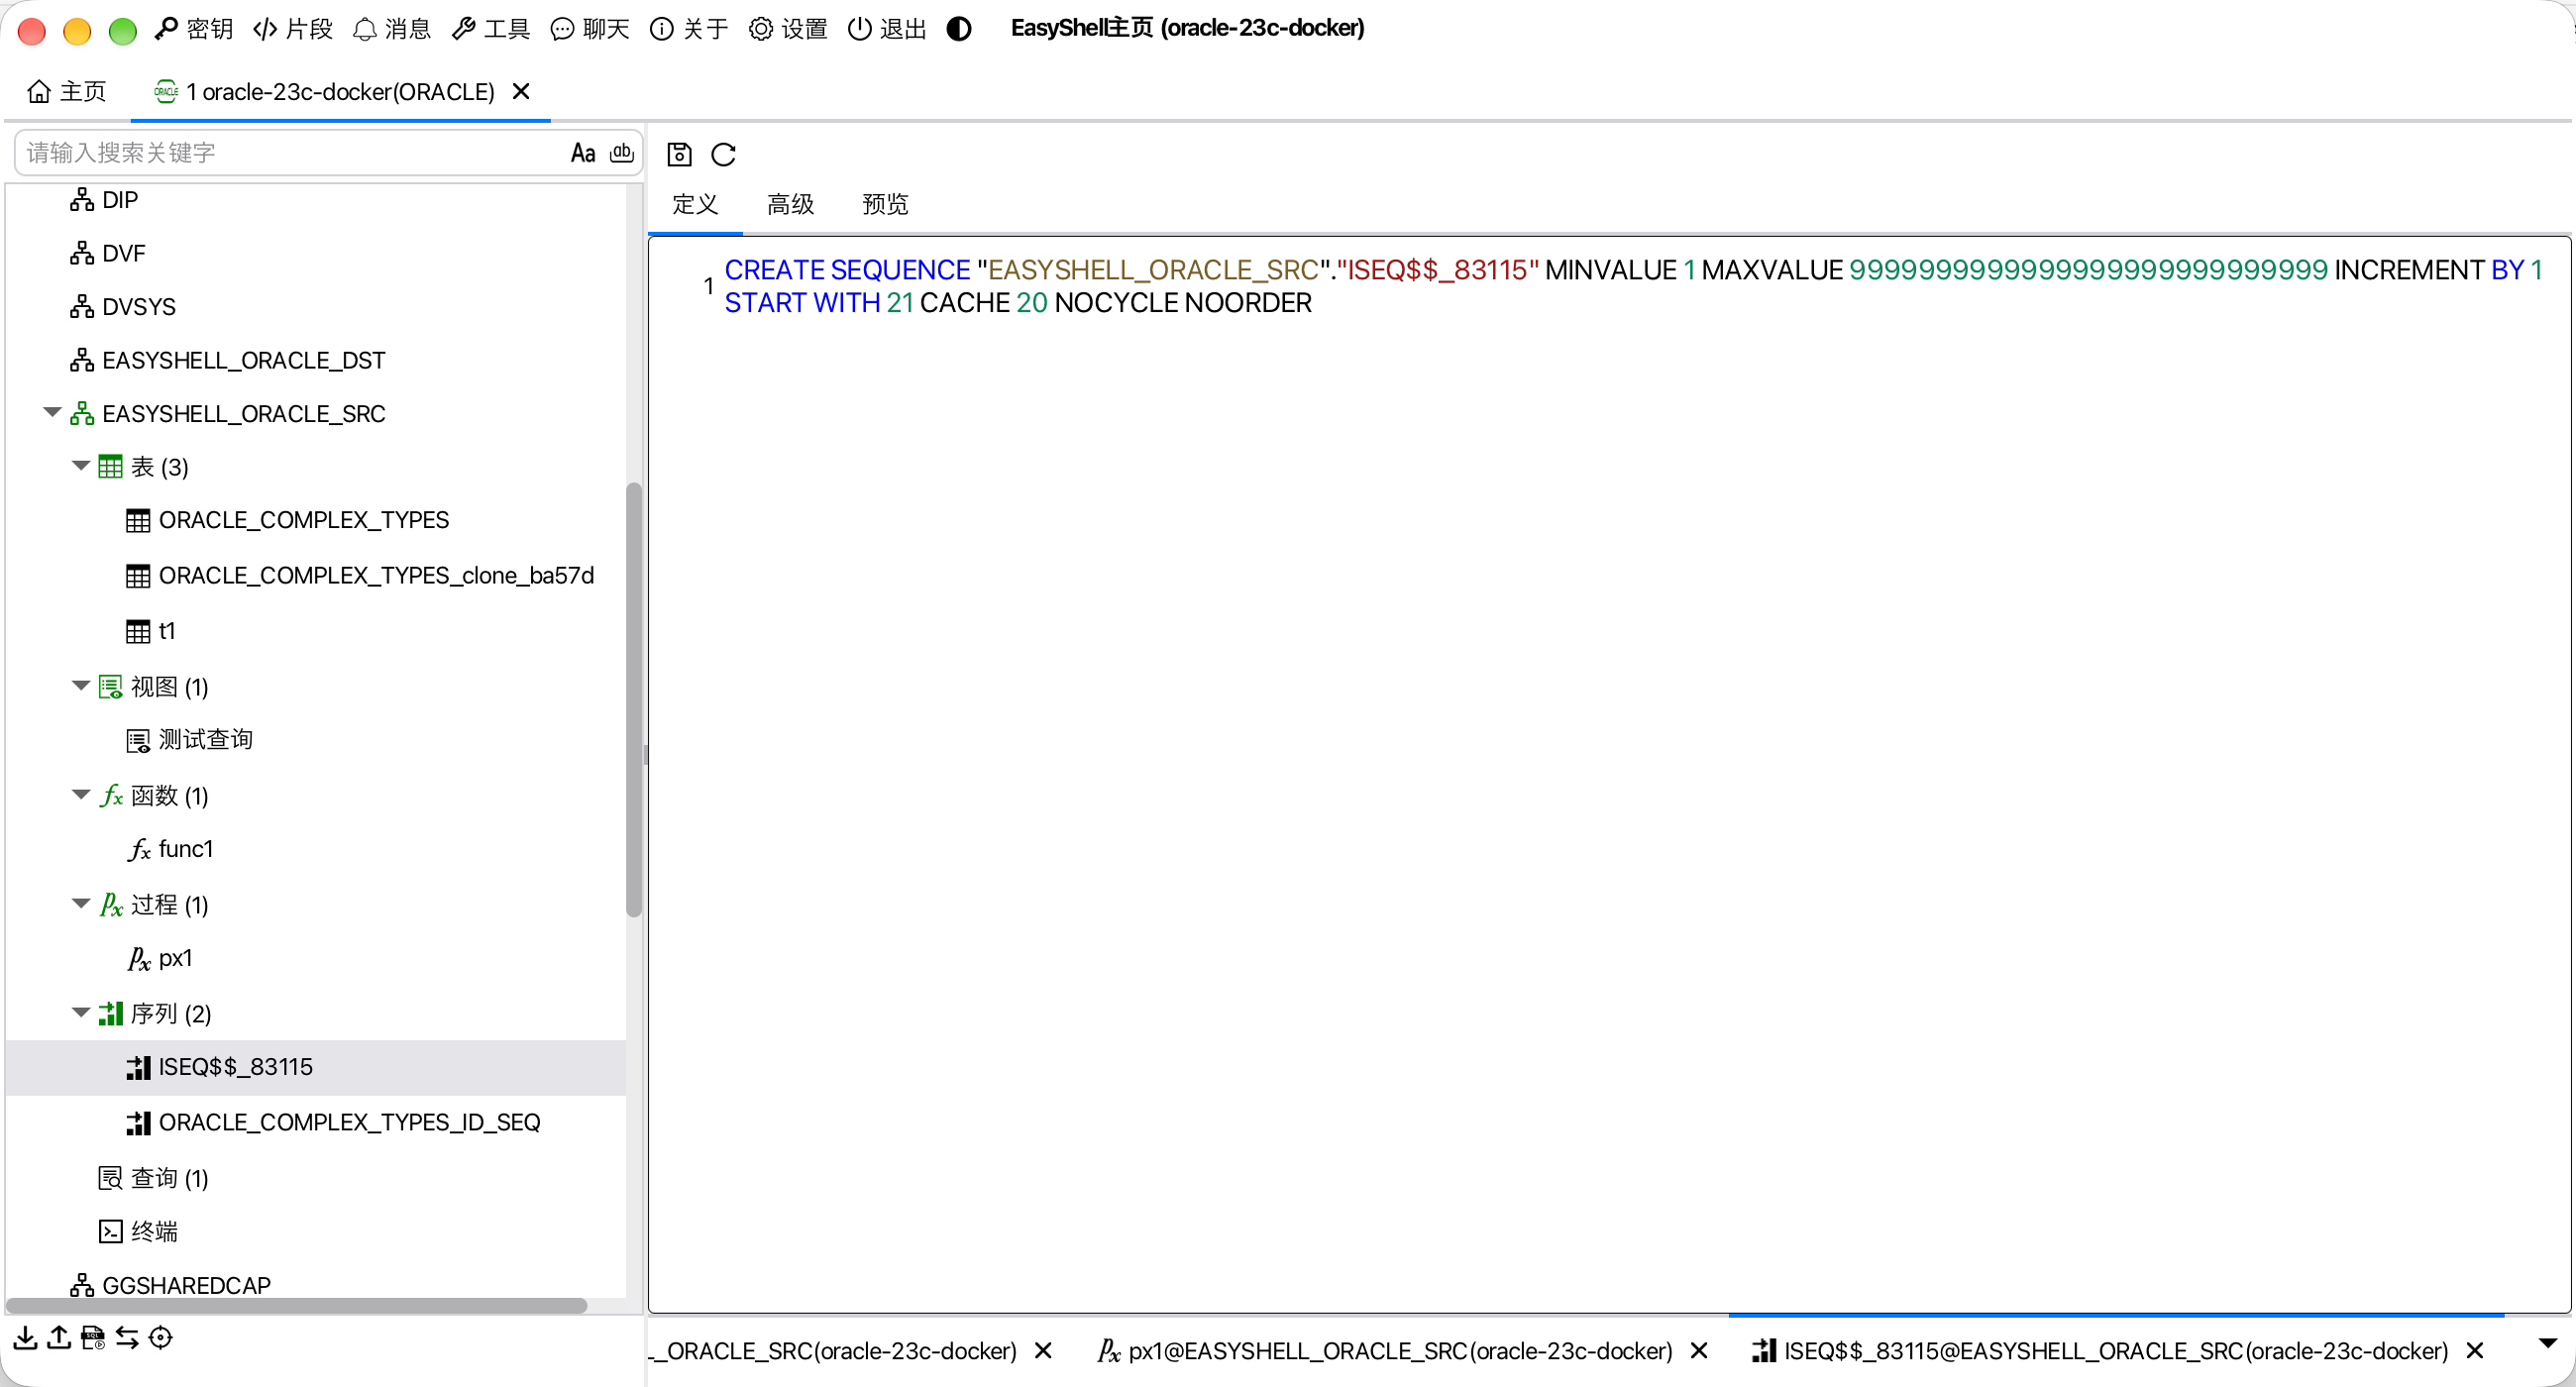 密钥 片段 消息 工具 聊天 关于 设置 退出 EasyShell主页 (oracle-23c-docker)
主页 1 oracle-23c-docker(ORACLE)
请输入搜索关键字 Aa ab
DIP
DVF
DVSYS
EASYSHELL_ORACLE_DST
EASYSHELL_ORACLE_SRC
表 (3)
ORACLE_COMPLEX_TYPES
ORACLE_COMPLEX_TYPES_clone_ba57d
t1
视图 (1)
测试查询
函数 (1)
func1
过程 (1)
px1
序列 (2)
ISEQ$$_83115
ORACLE_COMPLEX_TYPES_ID_SEQ
查询 (1)
终端
GGSHAREDCAP
定义 高级 预览
1
CREATE SEQUENCE "EASYSHELL_ORACLE_SRC"."ISEQ$$_83115" MINVALUE 1 MAXVALUE 9999999999999999999999999999 INCREMENT BY 1
START WITH 21 CACHE 20 NOCYCLE NOORDER
_ORACLE_SRC(oracle-23c-docker) px1@EASYSHELL_ORACLE_SRC(oracle-23c-docker) ISEQ$$_83115@EASYSHELL_ORACLE_SRC(oracle-23c-docker)